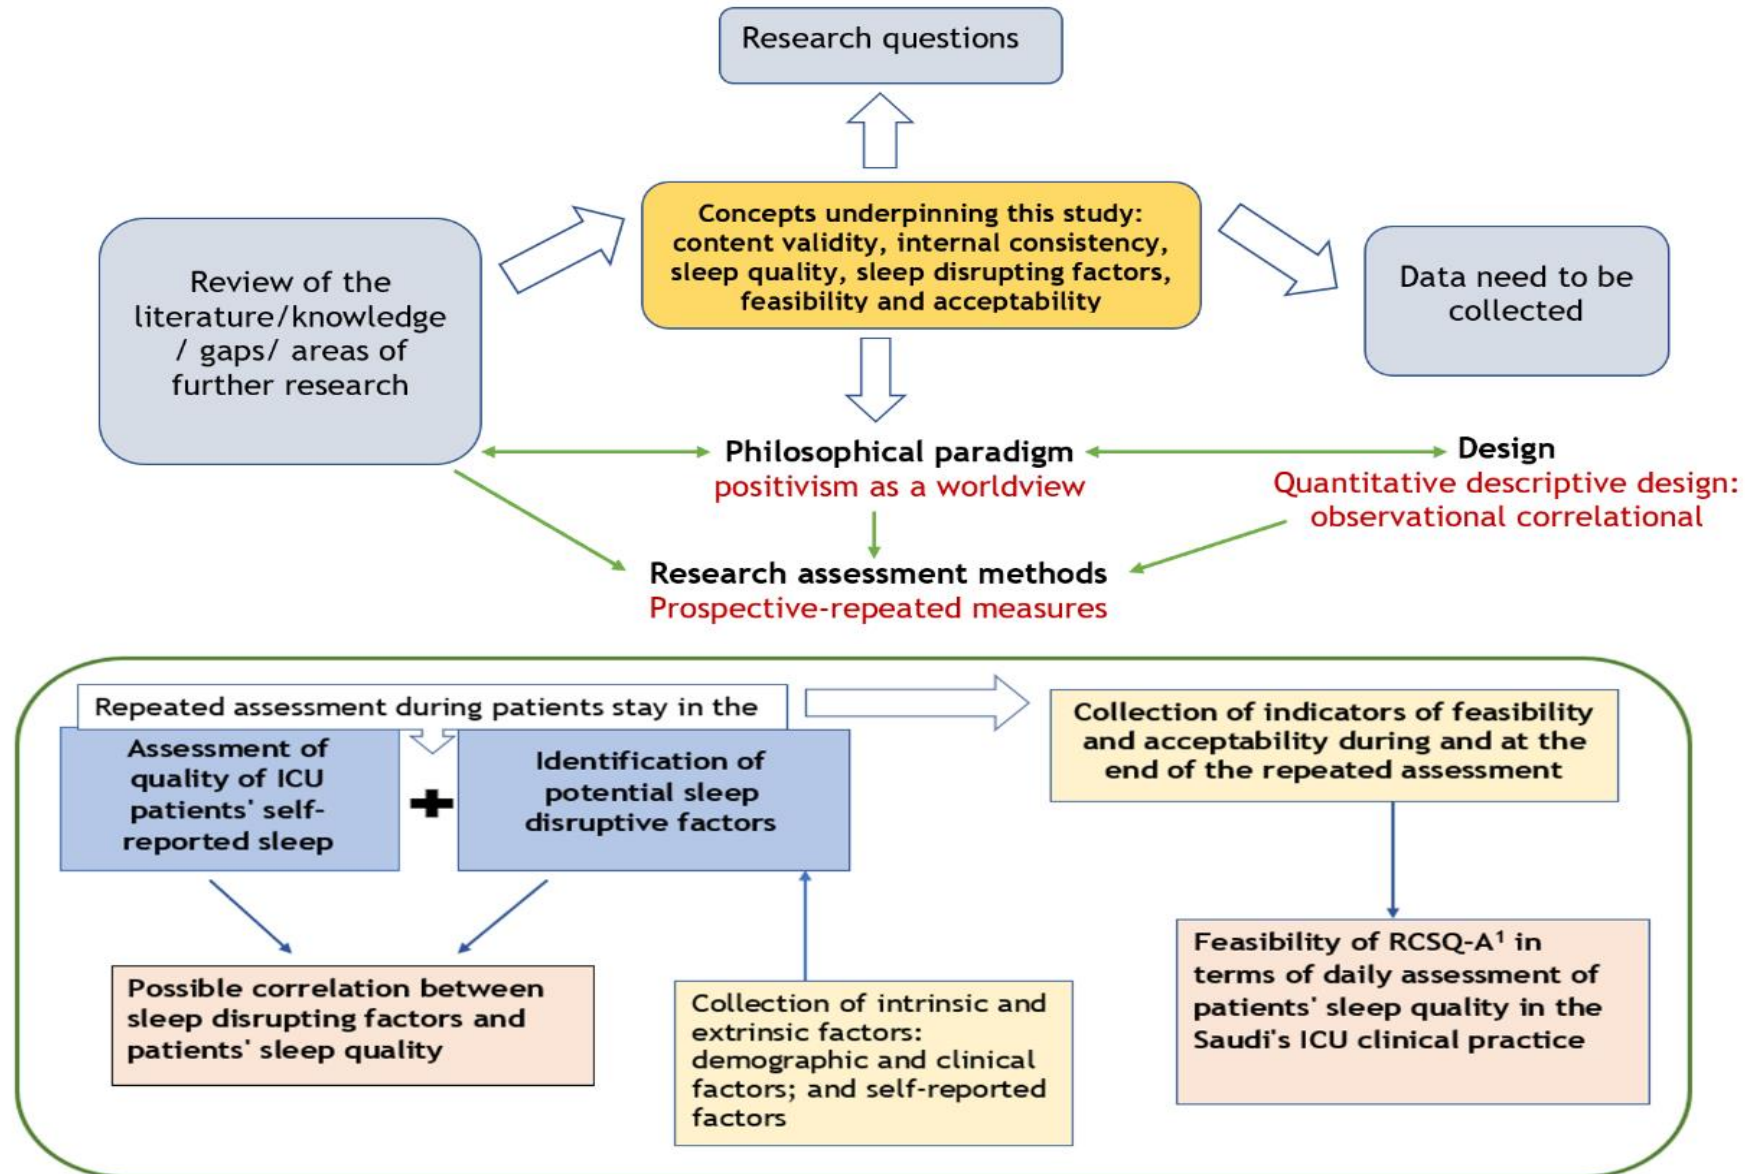 Research questions
Concepts underpinning this study:
content validity, internal consistency,
sleep quality, sleep disrupting factors,
feasibility and acceptability
Review of the
literature/knowledge
/ gaps/ areas of
further research
Data need to be
collected
Philosophical paradigm
positivism as a worldview
Design
Quantitative descriptive design:
observational correlational
Research assessment methods
Prospective-repeated measures
Repeated assessment during patients stay in the
Assessment of
quality of ICU
patients' self-
reported sleep
Identification of
potential sleep
disruptive factors
Collection of indicators of feasibility
and acceptability during and at the
end of the repeated assessment
Possible correlation between
sleep disrupting factors and
patients' sleep quality
Collection of intrinsic and
extrinsic factors:
demographic and clinical
factors; and self-reported
factors
Feasibility of RCSQ-A¹ in
terms of daily assessment of
patients' sleep quality in the
Saudi's ICU clinical practice